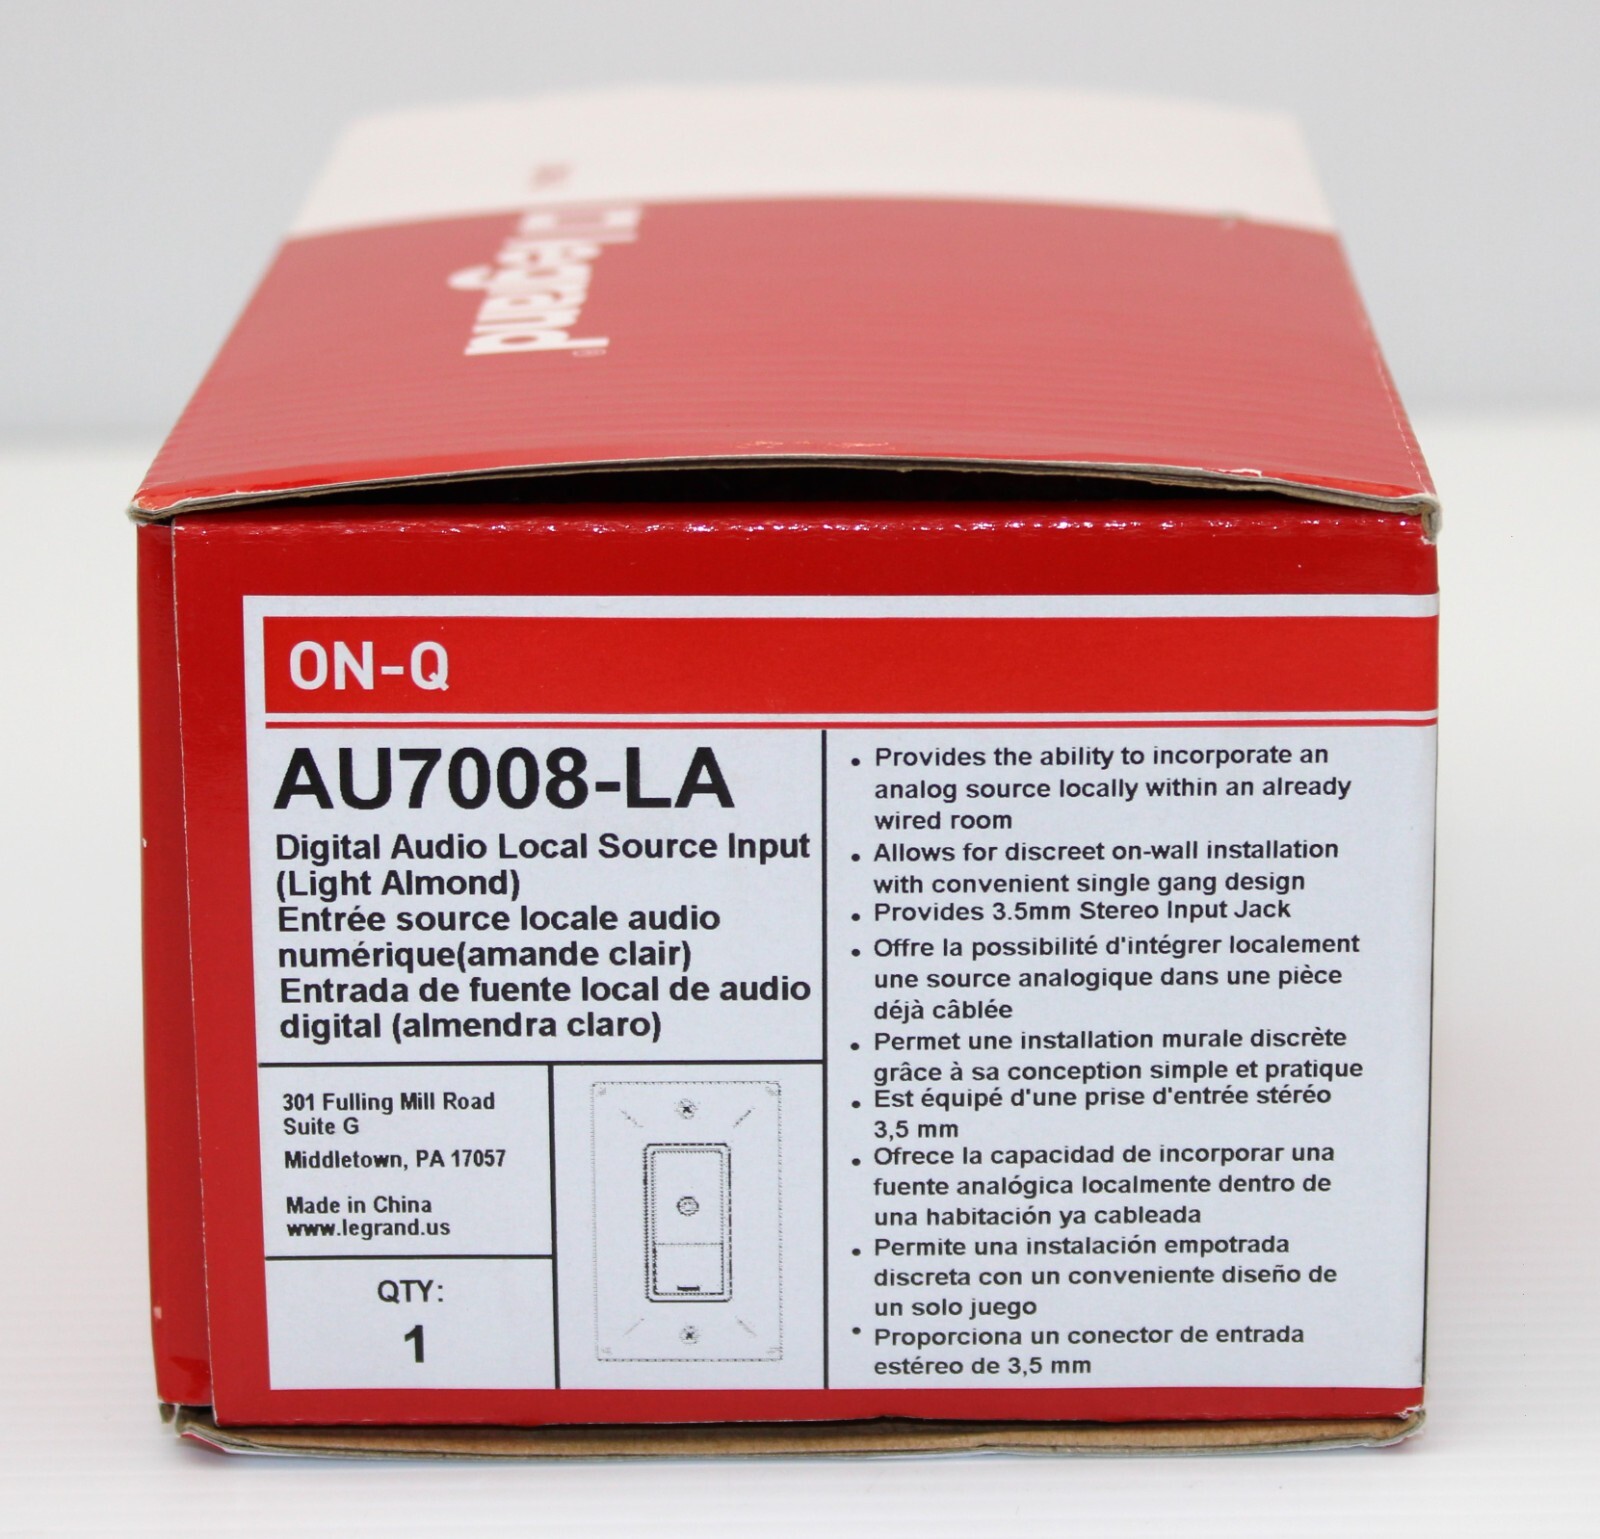 legrand®
ON-Q
AU7008-LA
Digital Audio Local Source Input
(Light Almond)
Entrée source locale audio
numérique(amande clair)
Entrada de fuente local de audio
digital (almendra claro)
301 Fulling Mill Road
Suite G
Middletown, PA 17057
Made in China
www.legrand.us
QTY:
1
• Provides the ability to incorporate an
analog source locally within an already
wired room
• Allows for discreet on-wall installation
with convenient single gang design
• Provides 3.5mm Stereo Input Jack
• Offre la possibilité d'intégrer localement
une source analogique dans une pièce
déjà câblée
• Permet une installation murale discrète
grâce à sa conception simple et pratique
• Est équipé d'une prise d'entrée stéréo
3,5 mm
• Ofrece la capacidad de incorporar una
fuente analógica localmente dentro de
una habitación ya cableada
• Permite una instalación empotrada
discreta con un conveniente diseño de
un solo juego
• Proporciona un conector de entrada
estéreo de 3,5 mm